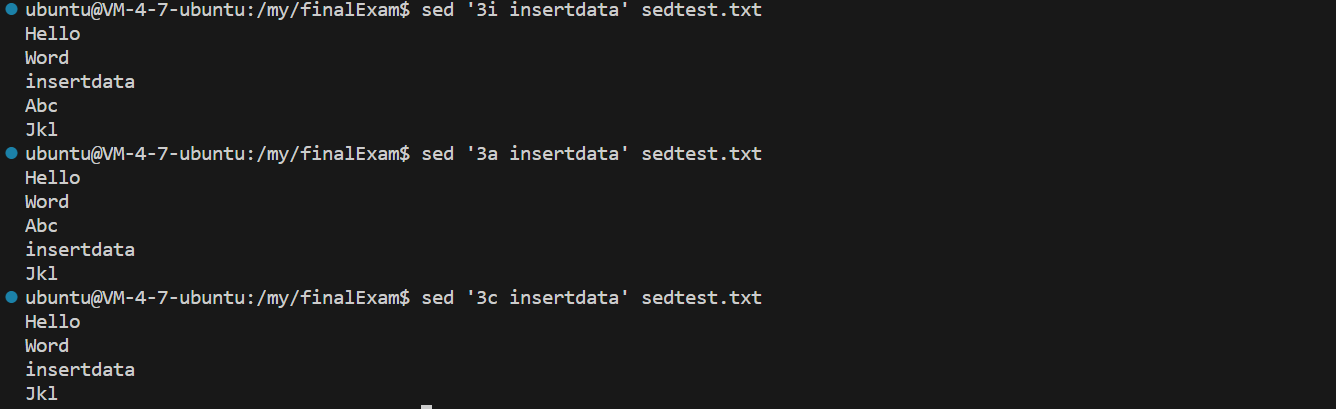 ubuntu@VM-4-7-ubuntu:/my/finalExam$ sed '3i insertdata' sedtest.txt
Hello
Word
insertdata
Abc
Jkl
ubuntu@VM-4-7-ubuntu:/my/finalExam$ sed '3a insertdata' sedtest.txt
Hello
Word
Abc
insertdata
Jkl
ubuntu@VM-4-7-ubuntu:/my/finalExam$ sed '3c insertdata' sedtest.txt
Hello
Word
insertdata
Jkl